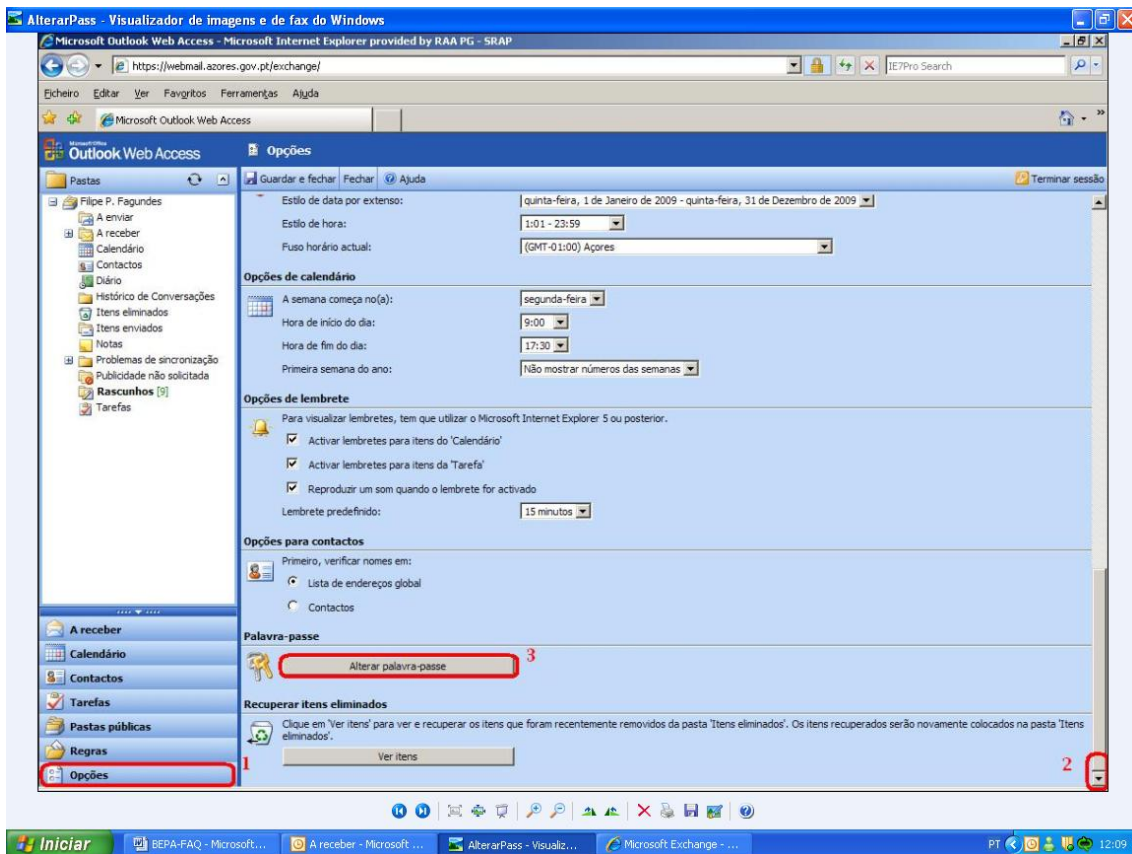 AlterarPass - Visualizador de imagens e de fax do Windows
Microsoft Outlook Web Access - Microsoft Internet Explorer provided by RAA PG - SRAP
https://webmail.azores.gov.pt/exchange/
IE7Pro Search
Ficheiro Editar Ver Favoritos Ferramentas Ajuda
Microsoft Outlook Web Access
Microsoft Office
Outlook Web Access
Opções
Pastas
Guardar e fechar Fechar Ajuda
Terminar sessão
Filipe P. Fagundes
A enviar
A receber
Calendário
Contactos
Diário
Histórico de Conversações
Itens eliminados
Itens enviados
Notas
Problemas de sincronização
Publicidade não solicitada
Rascunhos [9]
Tarefas
A receber
Calendário
Contactos
Tarefas
Pastas públicas
Regras
Opções
1
Estilo de data por extenso: quinta-feira, 1 de Janeiro de 2009 - quinta-feira, 31 de Dezembro de 2009
Estilo de hora: 1:01 - 23:59
Fuso horário actual: (GMT-01:00) Açores
Opções de calendário
A semana começa no(a): segunda-feira
Hora de início do dia: 9:00
Hora de fim do dia: 17:30
Primeira semana do ano: Não mostrar números das semanas
Opções de lembrete
Para visualizar lembretes, tem que utilizar o Microsoft Internet Explorer 5 ou posterior.
Activar lembretes para itens do 'Calendário'
Activar lembretes para itens da 'Tarefa'
Reproduzir um som quando o lembrete for activado
Lembrete predefinido: 15 minutos
Opções para contactos
Primeiro, verificar nomes em:
Lista de endereços global
Contactos
Palavra-passe
Alterar palavra-passe
3
Recuperar itens eliminados
Clique em 'Ver itens' para ver e recuperar os itens que foram recentemente removidos da pasta 'Itens eliminados'. Os itens recuperados serão novamente colocados na pasta 'Itens
eliminados'.
Ver itens
2
Iniciar
BEPA-FAQ - Microsoft...
A receber - Microsoft ...
AlterarPass - Visualiz...
Microsoft Exchange - ...
PT
12:09